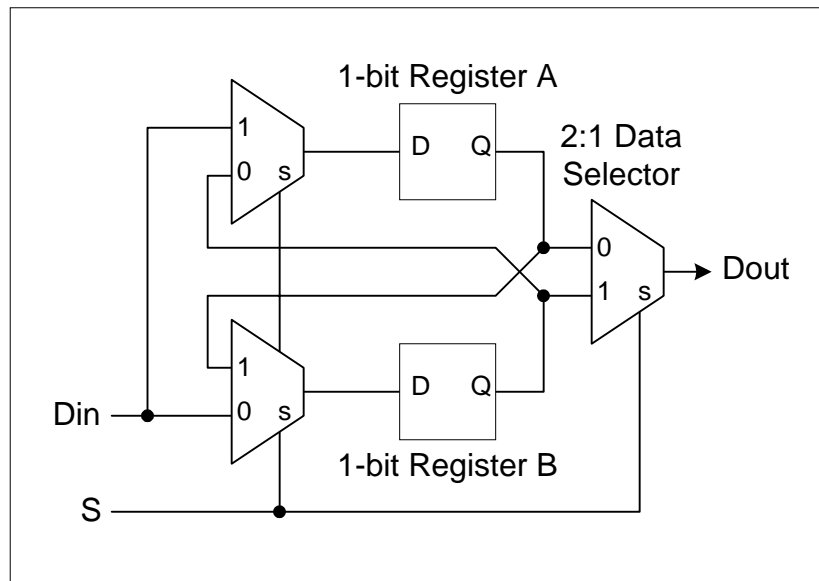 1-bit Register A
1
0
s
D Q
2:1 Data
Selector
0
1
s
Dout
1
0
s
D Q
Din
1-bit Register B
S